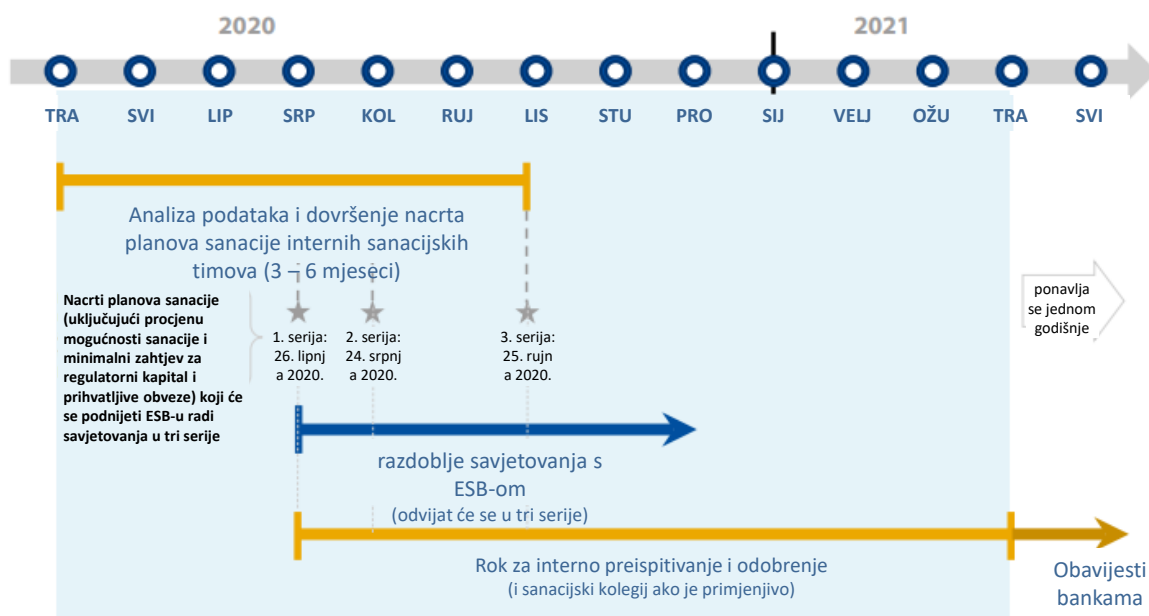 2020
2021
TRA SVI LIP SRP KOL RUJ LIS STU PRO SIJ VELJ OŽU TRA SVI
Analiza podataka i dovršenje nacrta
planova sanacije internih sanacijskih
timova (3 – 6 mjeseci)
Nacrti planova sanacije
(uključujući procjenu
mogućnosti sanacije i
minimalni zahtjev za
regulatorni kapital i
prihvatljive obveze) koji će
se podnijeti ESB-u radi
savjetovanja u tri serije
1. serija:
26. lipnj
a 2020.
2. serija:
24. srpnj
a 2020.
3. serija:
25. rujn
a 2020.
ponavlja
se jednom
godišnje
razdoblje savjetovanja s
ESB-om
(odvijat će se u tri serije)
Rok za interno preispitivanje i odobrenje
(i sanacijski kolegij ako je primjenjivo)
Obavijesti
bankama